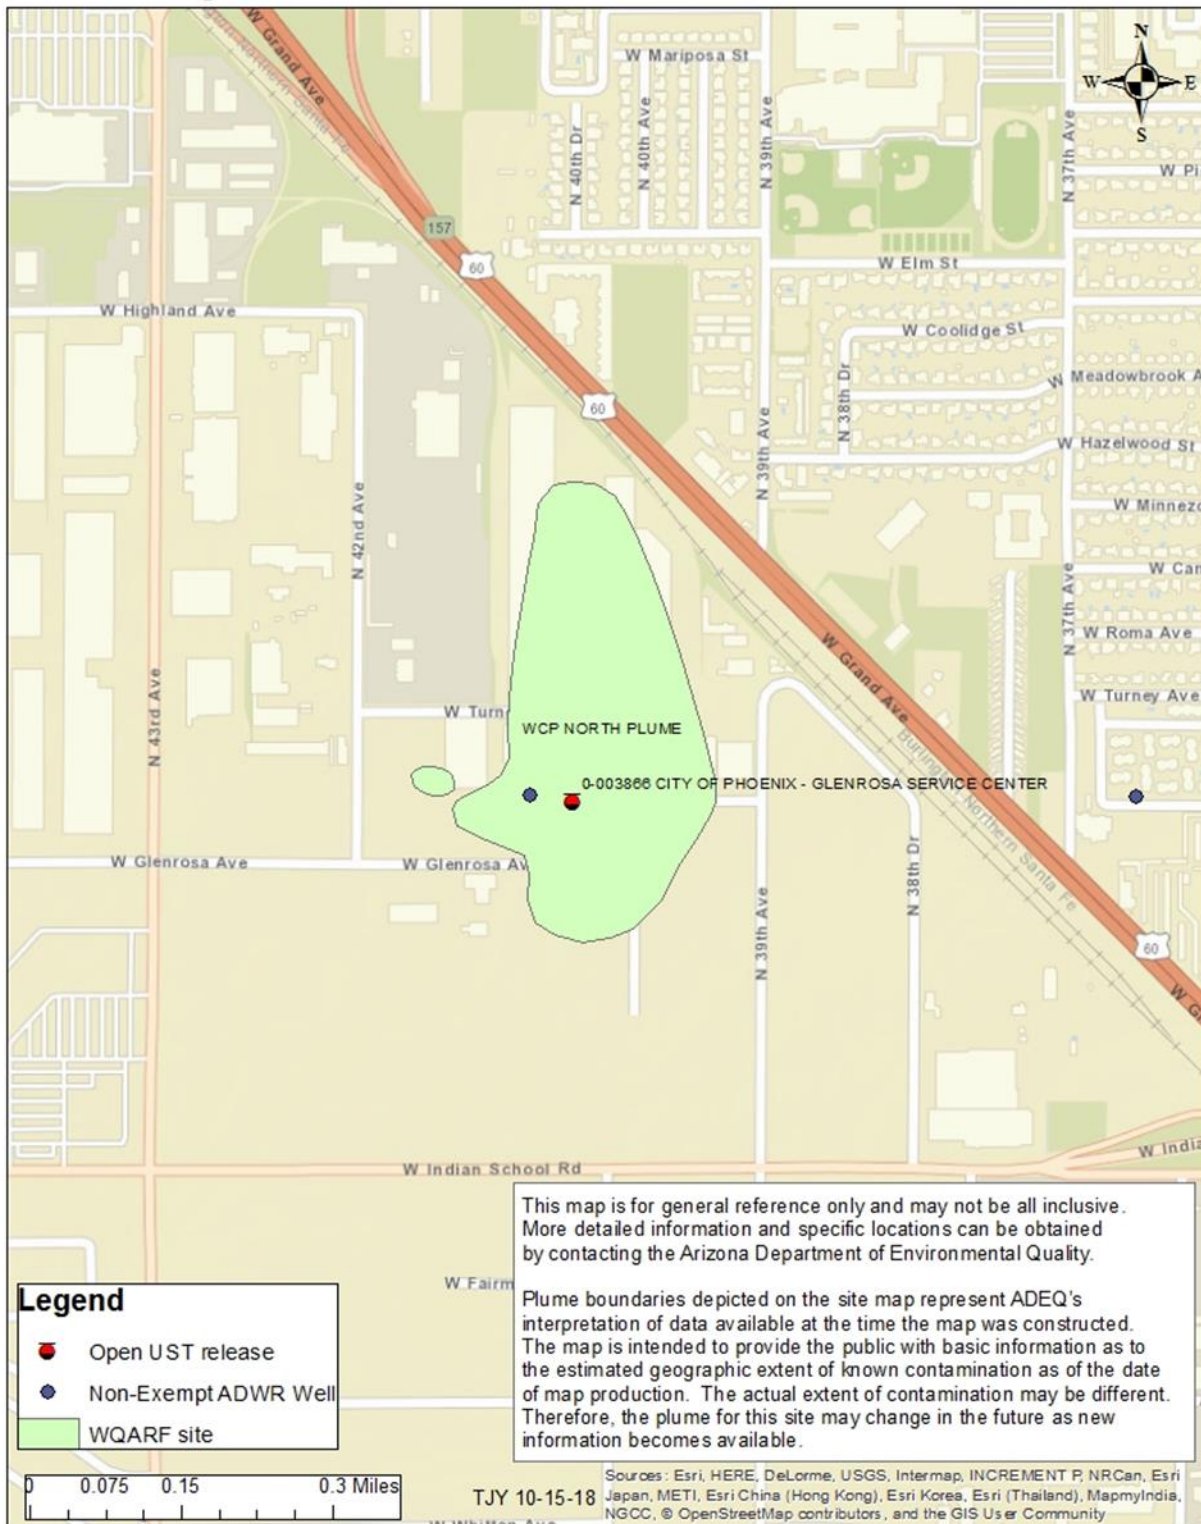 N
W E
S
W Grand Ave
W Mariposa St
N 40th Dr
N 40th Ave
N 39th Ave
N 37th Ave
157
60
W Elm St
W Highland Ave
W Coolidge St
N 38th Dr
W Meadowbrook A
60
N 39th Ave
W Hazelwood St
N 42nd Ave
W Minnezo
N 37th Ave
W Roma Ave
W Grand Ave
N 43rd Ave
W Turn
W Turney Ave
WCP NORTH PLUME
0-003866 CITY OF PHOENIX - GLENROSA SERVICE CENTER
Burlington Northern Santa Fe
N 38th Dr
W Glenrosa Ave
W Glenrosa Av
N 39th Ave
60
W Indian School Rd
W India
W Fairm
This map is for general reference only and may not be all inclusive.
More detailed information and specific locations can be obtained
by contacting the Arizona Department of Environmental Quality.
Plume boundaries depicted on the site map represent ADEQ's
interpretation of data available at the time the map was constructed.
The map is intended to provide the public with basic information as to
the estimated geographic extent of known contamination as of the date
of map production. The actual extent of contamination may be different.
Therefore, the plume for this site may change in the future as new
information becomes available.
Legend
Open UST release
Non-Exempt ADWR Well
WQARF site
0 0.075 0.15 0.3 Miles
TJY 10-15-18
Sources: Esri, HERE, DeLorme, USGS, Intermap, INCREMENT P, NRCan, Esri
Japan, METI, Esri China (Hong Kong), Esri Korea, Esri (Thailand), MapmyIndia,
NGCC, © OpenStreetMap contributors, and the GIS User Community